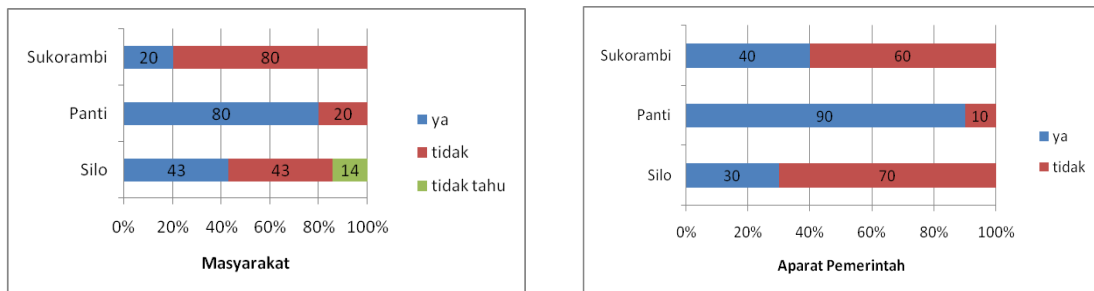 Sukorambi 20 80
Panti 80 20
Silo 43 43 14
ya
tidak
tidak tahu
0% 20% 40% 60% 80% 100%
Masyarakat
Sukorambi 40 60
Panti 90 10
Silo 30 70
ya
tidak
0% 20% 40% 60% 80% 100%
Aparat Pemerintah